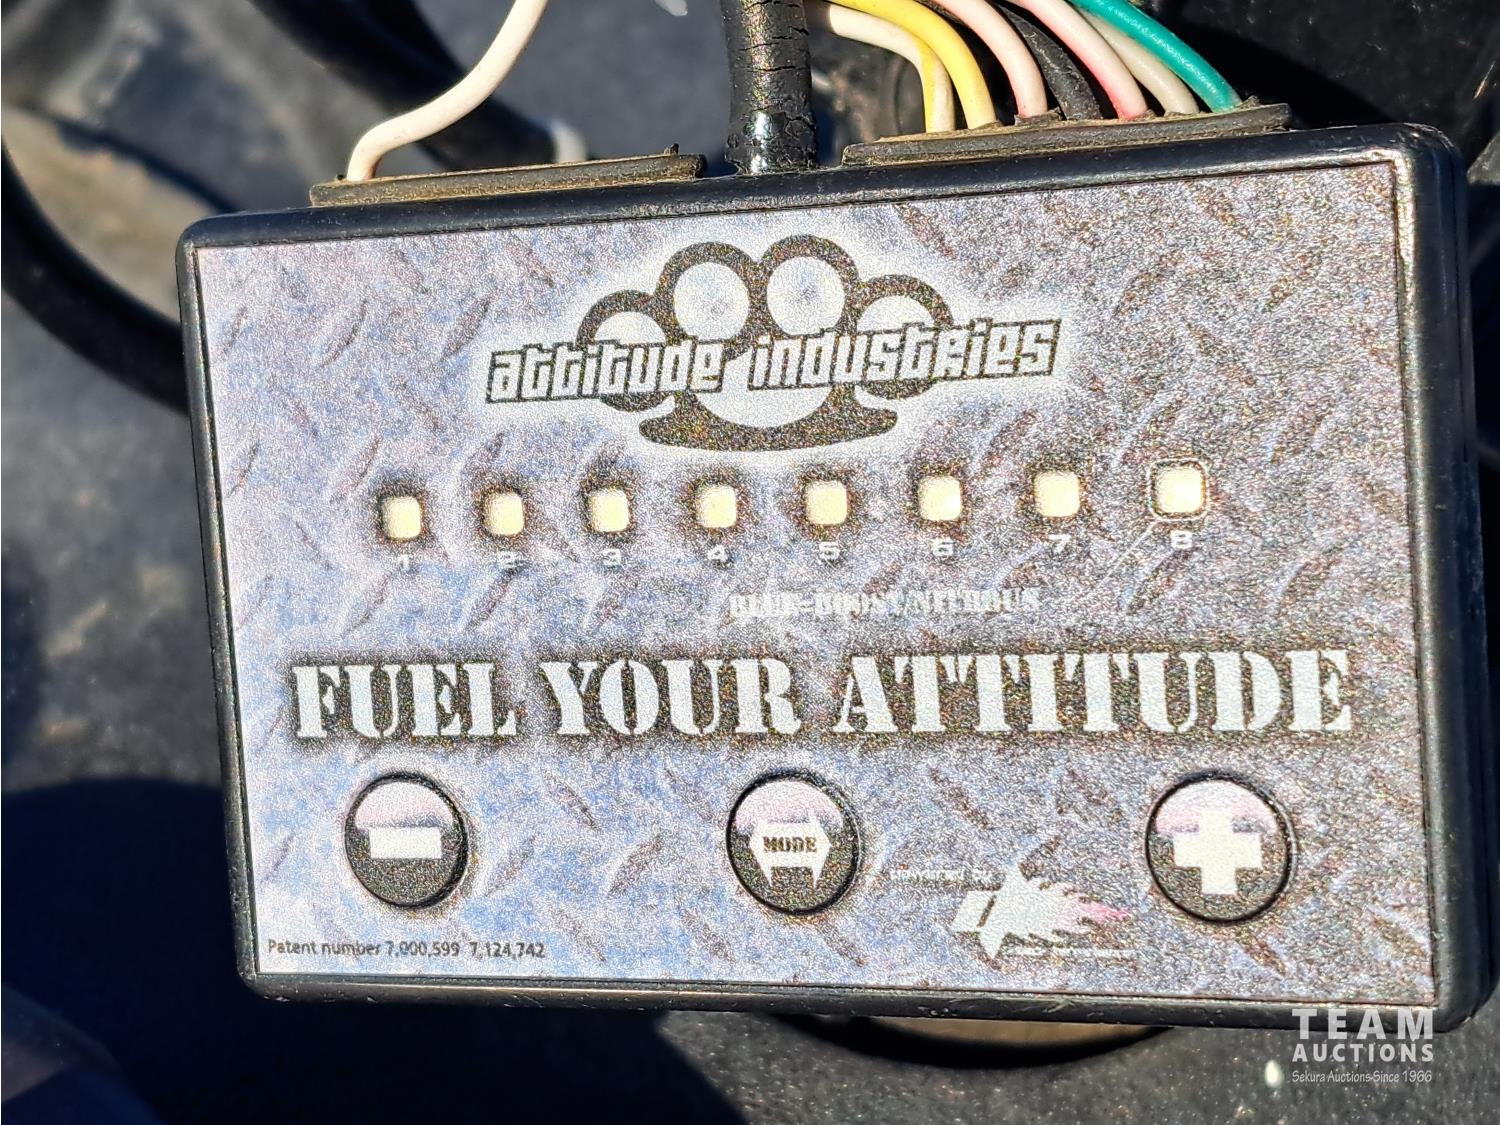 attitude industries
1 2 3 4 5 6 7 8
FUEL YOUR ATTITUDE
MODE
Patent number 7,000,599 7,124,742
TEAM
AUCTIONS
Sekura Auctions Since 1966